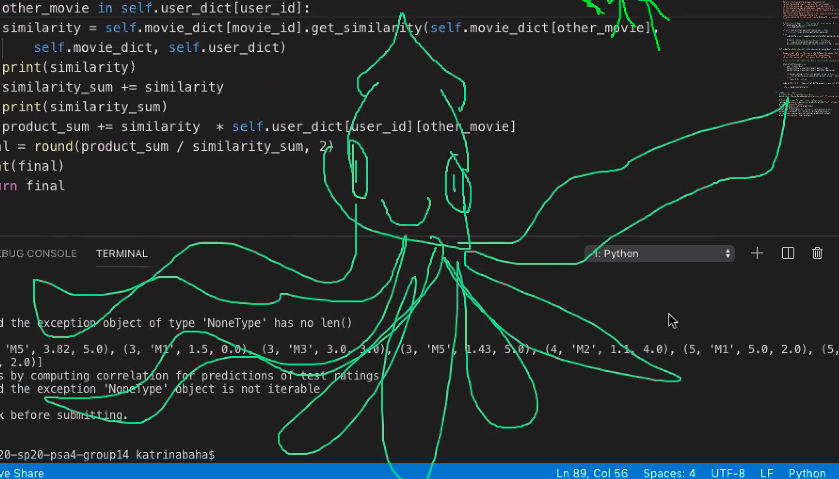 other_movie in self.user_dict[user_id]:
similarity = self.movie_dict[movie_id].get_similarity(self.movie_dict[other_movie],
self.movie_dict, self.user_dict)
print(similarity)
similarity_sum += similarity
print(similarity_sum)
product_sum += similarity * self.user_dict[user_id][other_movie]
al = round(product_sum / similarity_sum, 2)
nt(final)
urn final
EBUG CONSOLE TERMINAL 1: Python
d the exception object of type 'NoneType' has no len()
'M5', 3.82, 5.0), (3, 'M1', 1.5, 0.0), (3, 'M3', 3.0, 3.0), (3, 'M5', 1.43, 5.0), (4, 'M2', 1.1, 4.0), (5, 'M1', 5.0, 2.0), (5,
, 2.0)]
s by computing correlation for predictions of test ratings
d the exception 'NoneType' object is not iterable
k before submitting.
20-sp20-psa4-group14 katrinabaha$
ve Share Ln 89, Col 56 Spaces: 4 UTF-8 LF Python